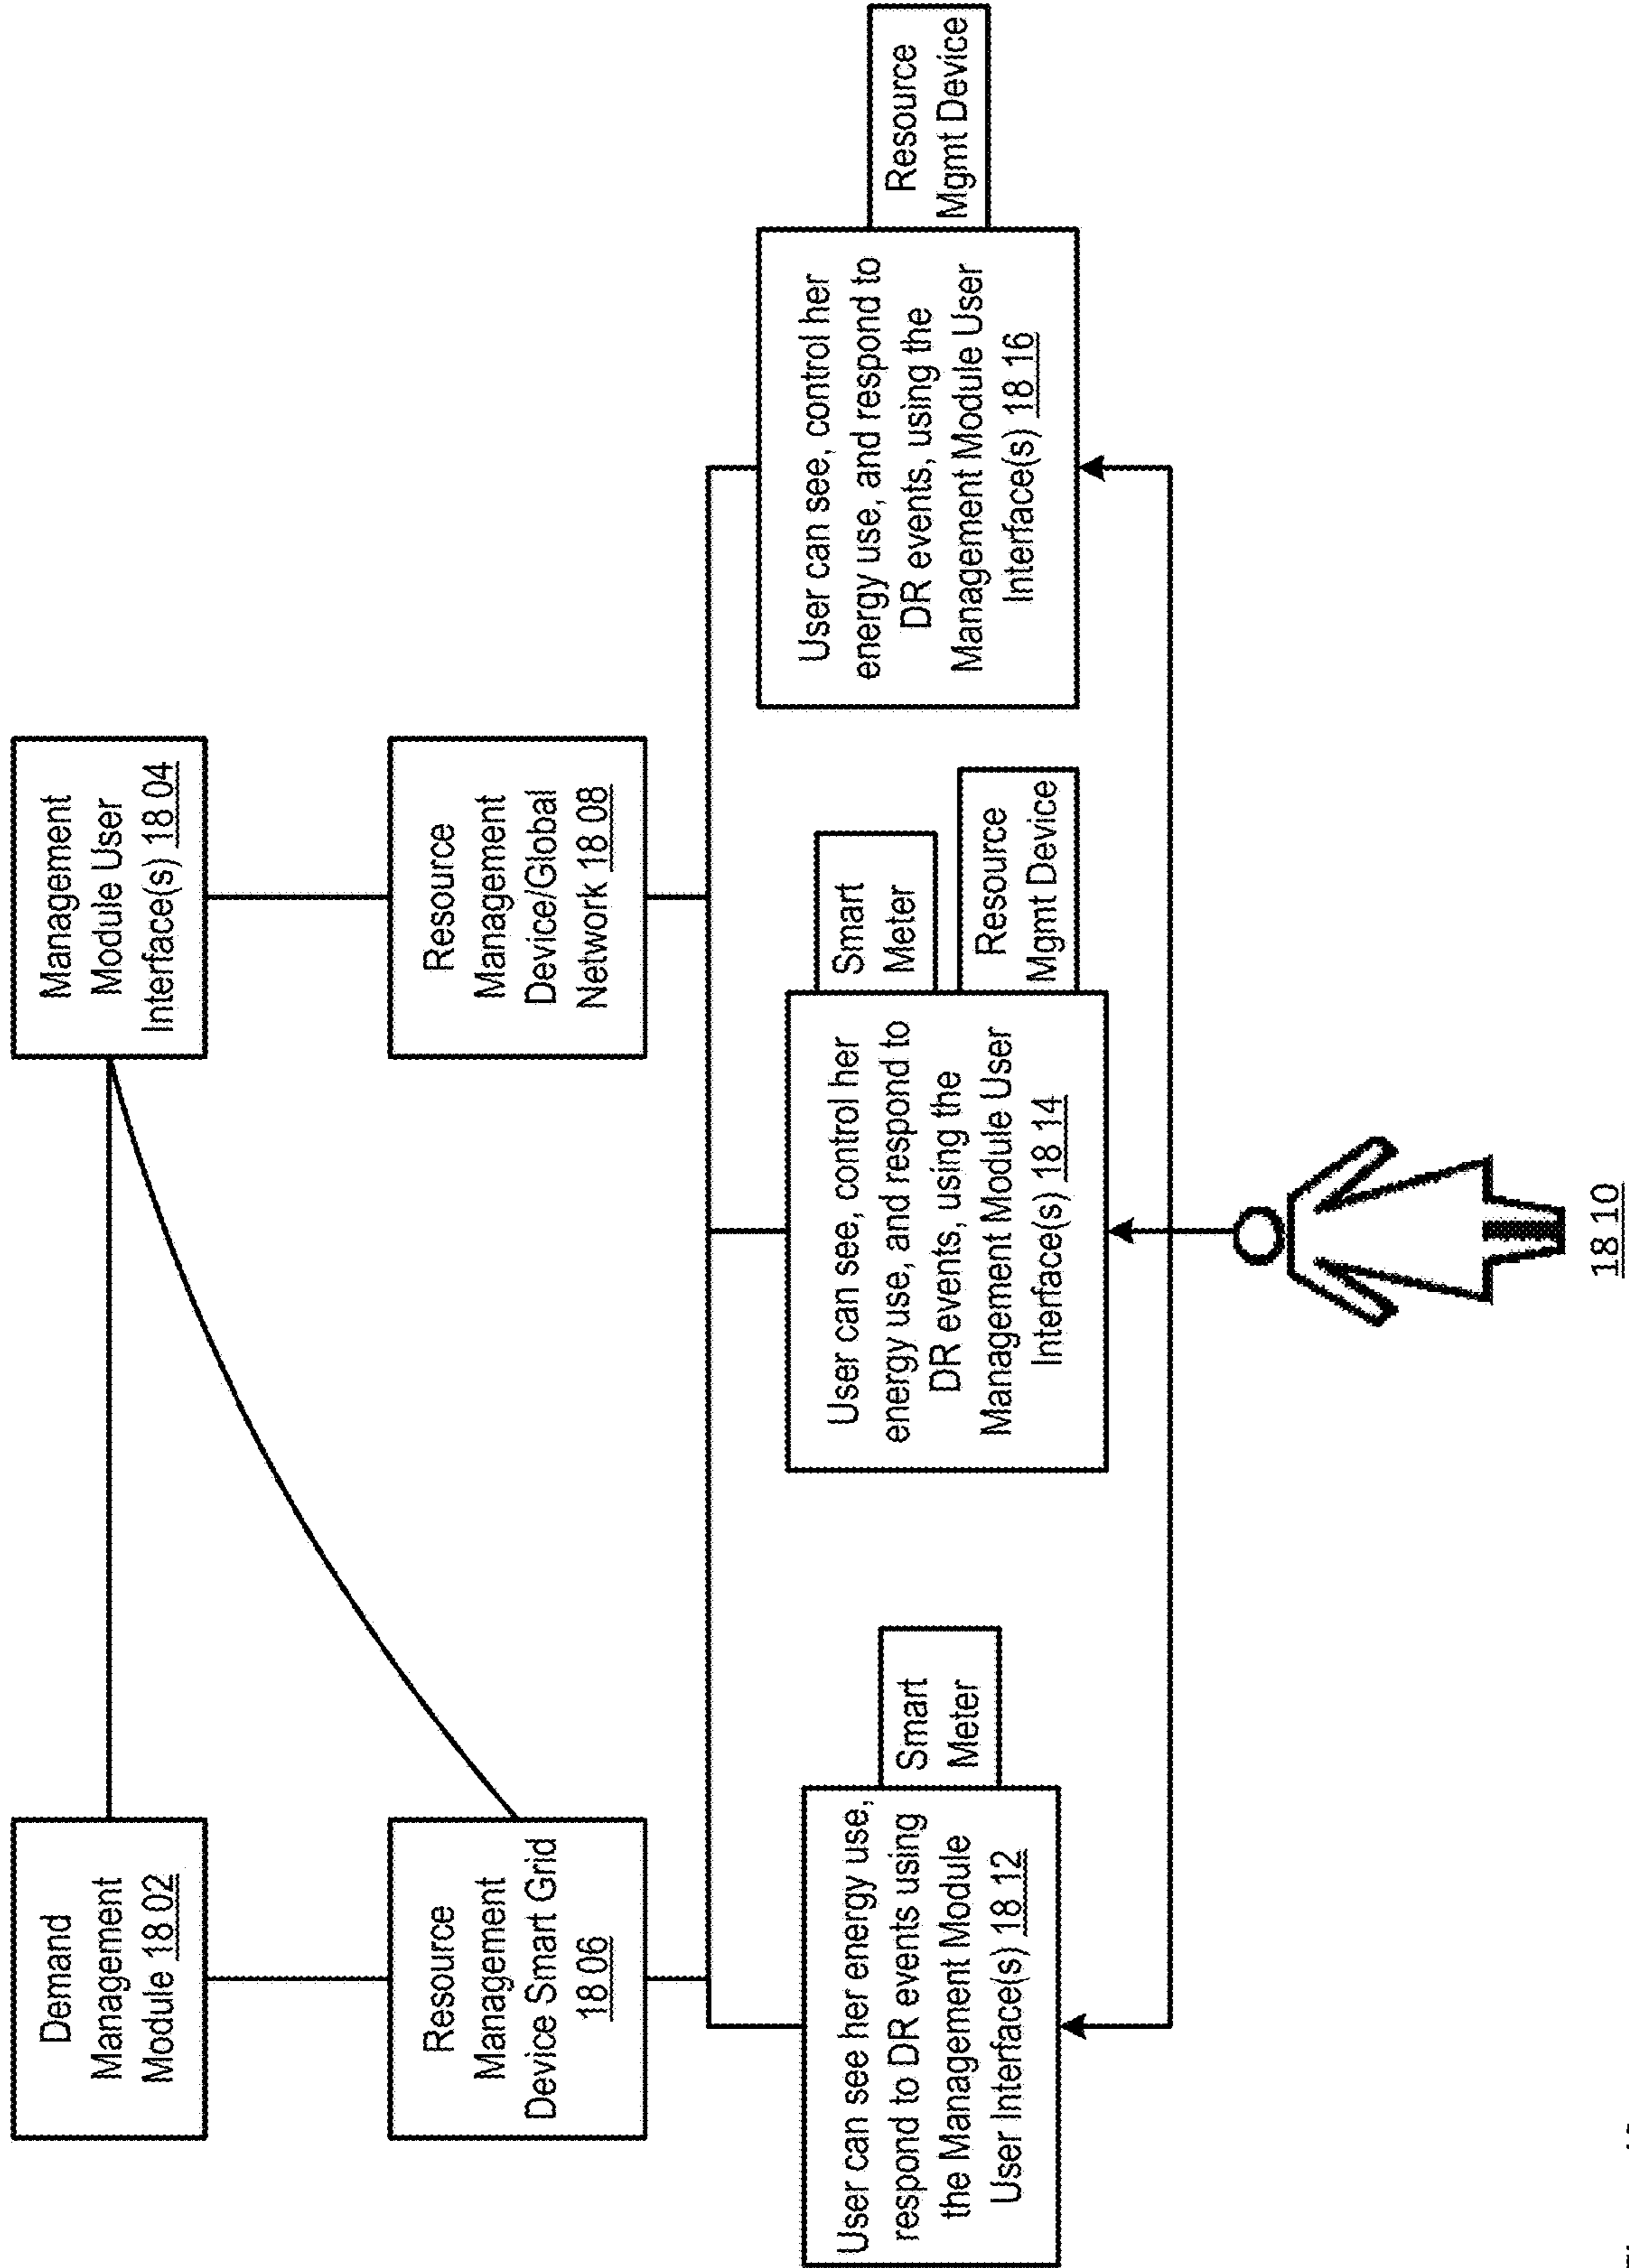 Demand
Management
Module 18 02
Management
Module User
Interface(s) 18 04
Resource
Management
Device Smart Grid
18 06
Resource
Management
Device/Global
Network 18 08
User can see her energy use,
respond to DR events using
the Management Module
User Interface(s) 18 12
Smart
Meter
User can see, control her
energy use, and respond to
DR events, using the
Management Module User
Interface(s) 18 14
Smart
Meter
Resource
Mgmt Device
User can see, control her
energy use, and respond to
DR events, using the
Management Module User
Interface(s) 18 16
Resource
Mgmt Device
18 10